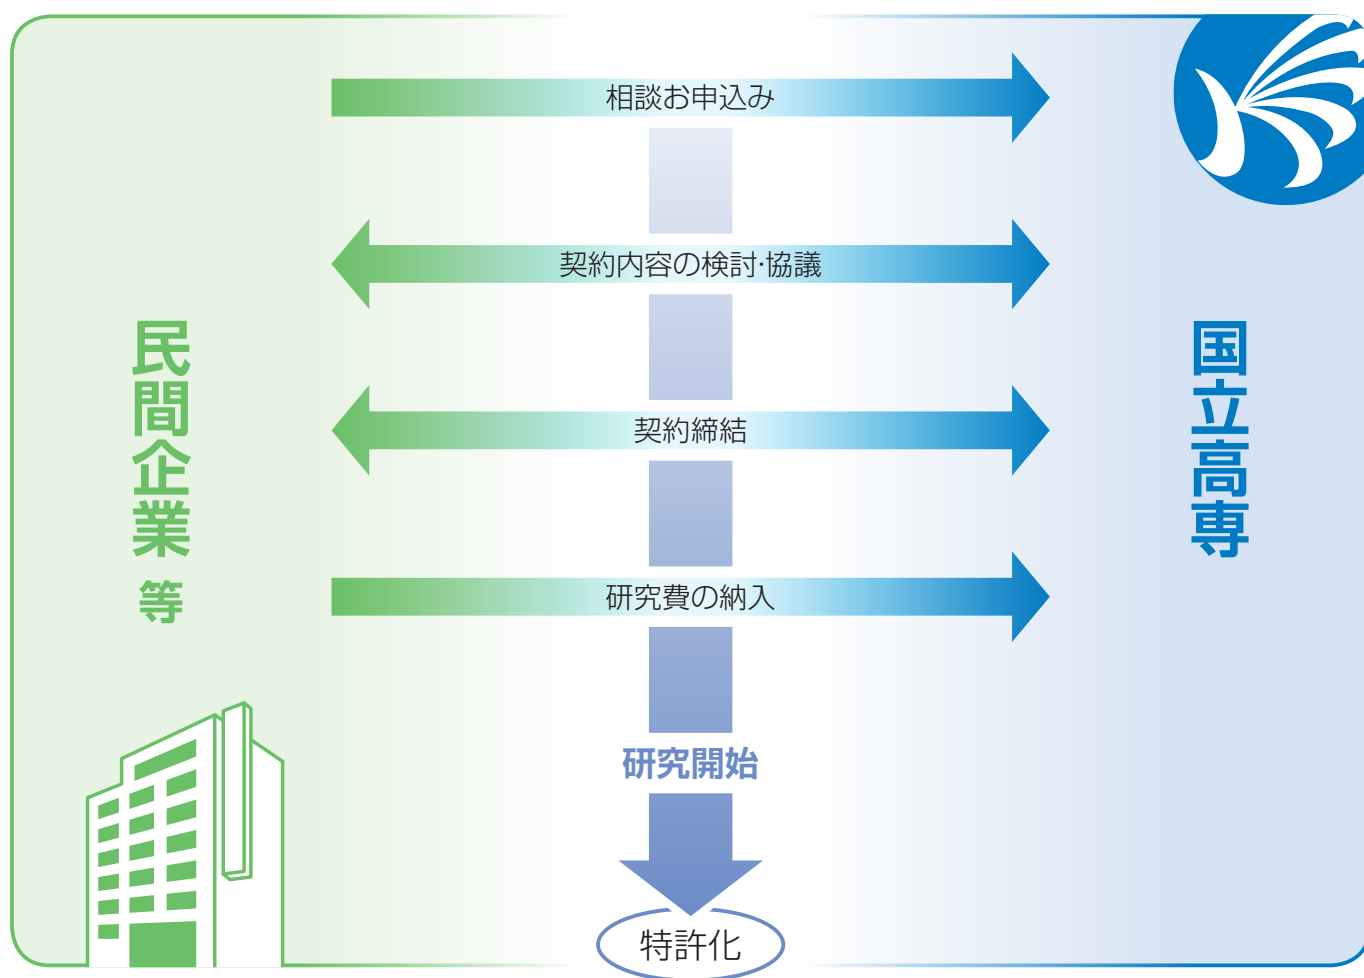 相談お申込み
契約内容の検討・協議
契約締結
研究費の納入
研究開始
特許化
民間企業 等
国立高専